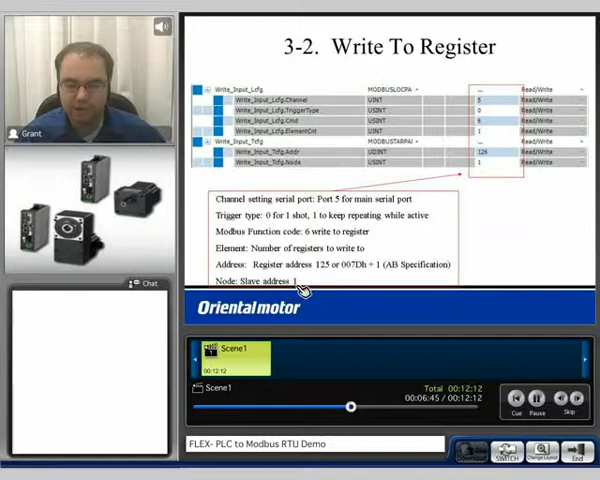 3-2. Write To Register
Write_Input_Lcfg MODBUSLOCPA ... Read/Write
Write_Input_Lcfg.Channel UINT 5 Read/Write
Write_Input_Lcfg.TriggerType USINT 0 Read/Write
Write_Input_Lcfg.Cmd USINT 6 Read/Write
Write_Input_Lcfg.ElementCnt UINT 1 Read/Write
Write_Input_Tcfg MODBUSTARPAI ... Read/Write
Write_Input_Tcfg.Addr UDINT 126 Read/Write
Write_Input_Tcfg.Node USINT 1 Read/Write
Channel setting serial port: Port 5 for main serial port
Trigger type: 0 for 1 shot, 1 to keep repeating while active
Modbus Function code: 6 write to register
Element: Number of registers to write to
Address: Register address 125 or 007Dh + 1 (AB Specification)
Node: Slave address 1
Orientalmotor
Grant
Chat
Scene1
00:12:12
Scene1
Total 00:12:12
00:06:45 / 00:12:12
Cue Pause Skip
FLEX- PLC to Modbus RTU Demo
SWITCH Change Layout End